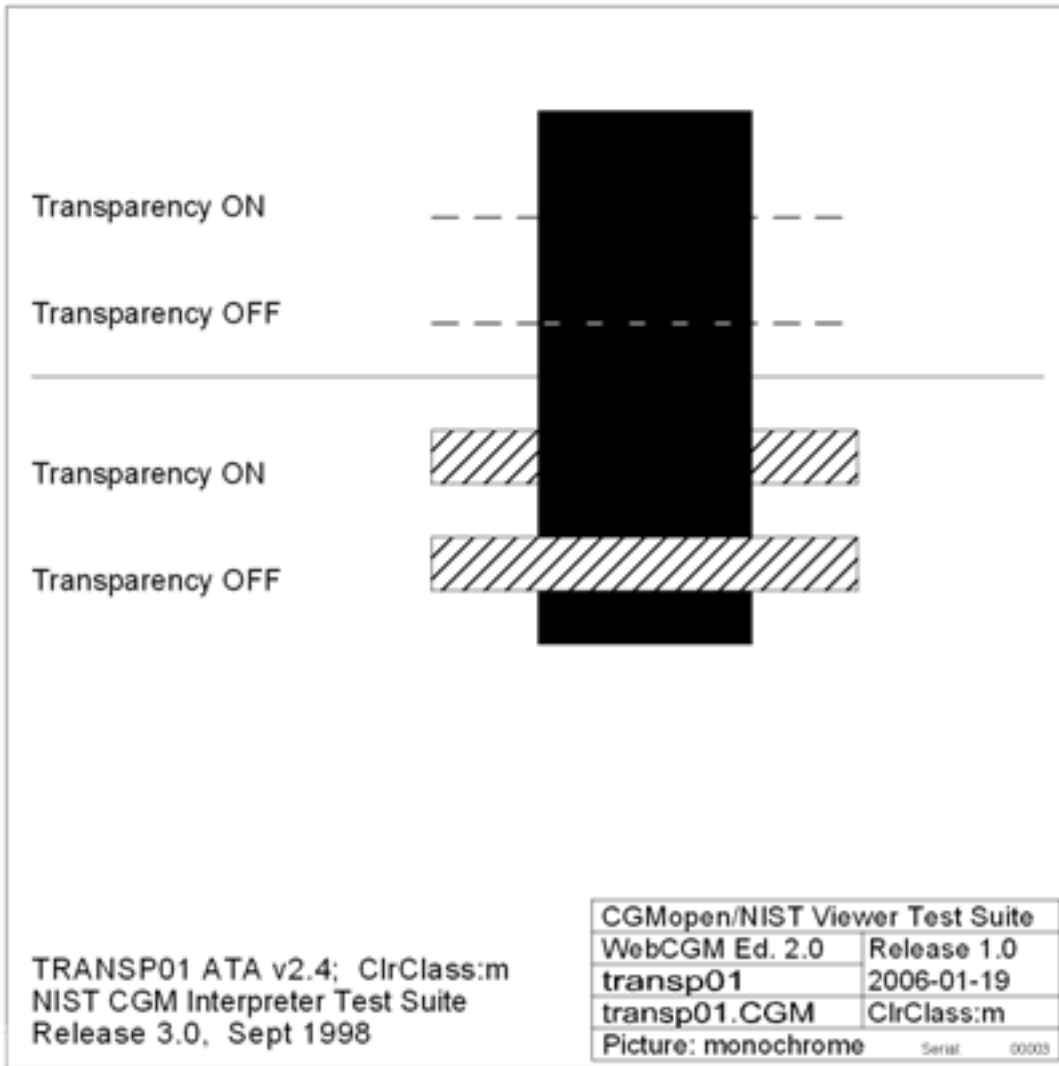 Transparency ON
Transparency OFF
Transparency ON
Transparency OFF
TRANSP01 ATA v2.4; ClrClass:m
NIST CGM Interpreter Test Suite
Release 3.0, Sept 1998
CGMopen/NIST Viewer Test Suite
WebCGM Ed. 2.0 Release 1.0
transp01 2006-01-19
transp01.CGM ClrClass:m
Picture: monochrome Serial: 00003